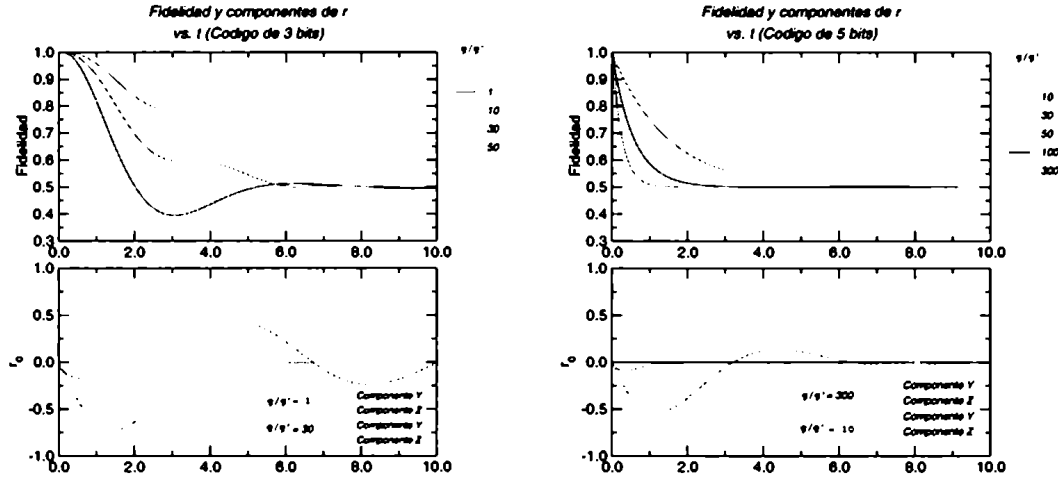 Fidelidad y componentes de r
vs. t (Codigo de 3 bits)
g/g'
1
10
30
50
Fidelidad
1.0
0.9
0.8
0.7
0.6
0.5
0.4
0.3
0.0
2.0
4.0
6.0
8.0
10.0
r₀
1.0
0.5
0.0
-0.5
-1.0
g/g' = 1
g/g' = 30
Componente Y
Componente Z
Componente Y
Componente Z
0.0
2.0
4.0
6.0
8.0
10.0
Fidelidad y componentes de r
vs. t (Codigo de 5 bits)
g/g'
10
30
50
100
300
Fidelidad
1.0
0.9
0.8
0.7
0.6
0.5
0.4
0.3
0.0
2.0
4.0
6.0
8.0
10.0
r₀
1.0
0.5
0.0
-0.5
-1.0
g/g' = 300
g/g' = 10
Componente Y
Componente Z
Componente Y
Componente Z
0.0
2.0
4.0
6.0
8.0
10.0